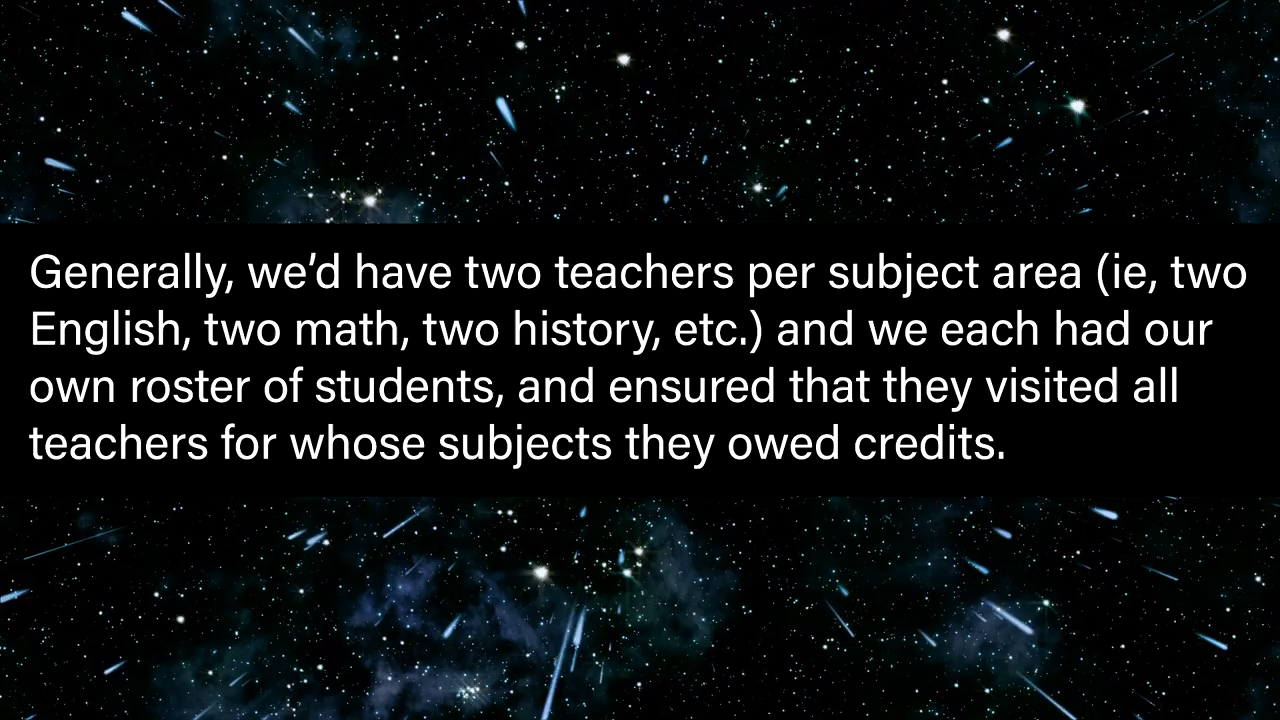 Generally, we’d have two teachers per subject area (ie, two
English, two math, two history, etc.) and we each had our
own roster of students, and ensured that they visited all
teachers for whose subjects they owed credits.